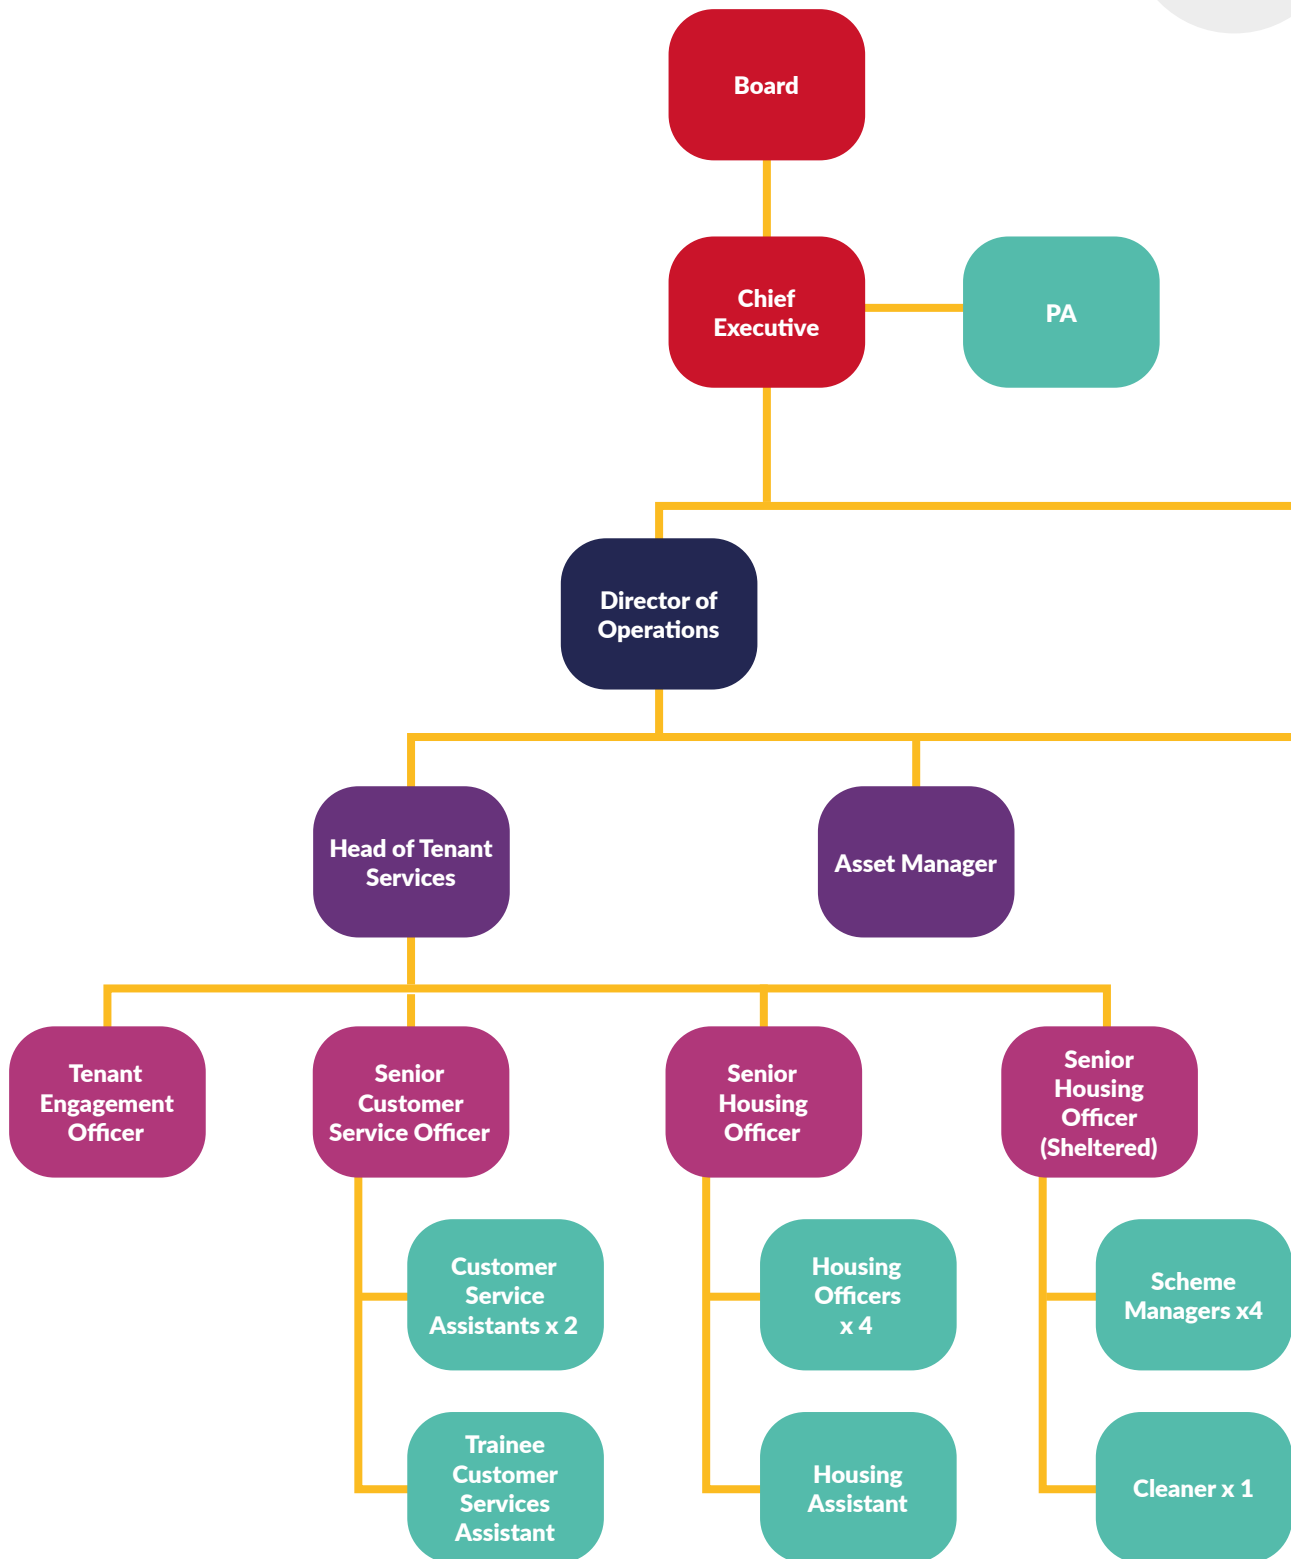 Board
Chief
Executive
PA
Director of
Operations
Head of Tenant
Services
Asset Manager
Tenant
Engagement
Officer
Senior
Customer
Service Officer
Senior
Housing
Officer
Senior
Housing
Officer
(Sheltered)
Customer
Service
Assistants x 2
Housing
Officers
x 4
Scheme
Managers x4
Trainee
Customer
Services
Assistant
Housing
Assistant
Cleaner x 1